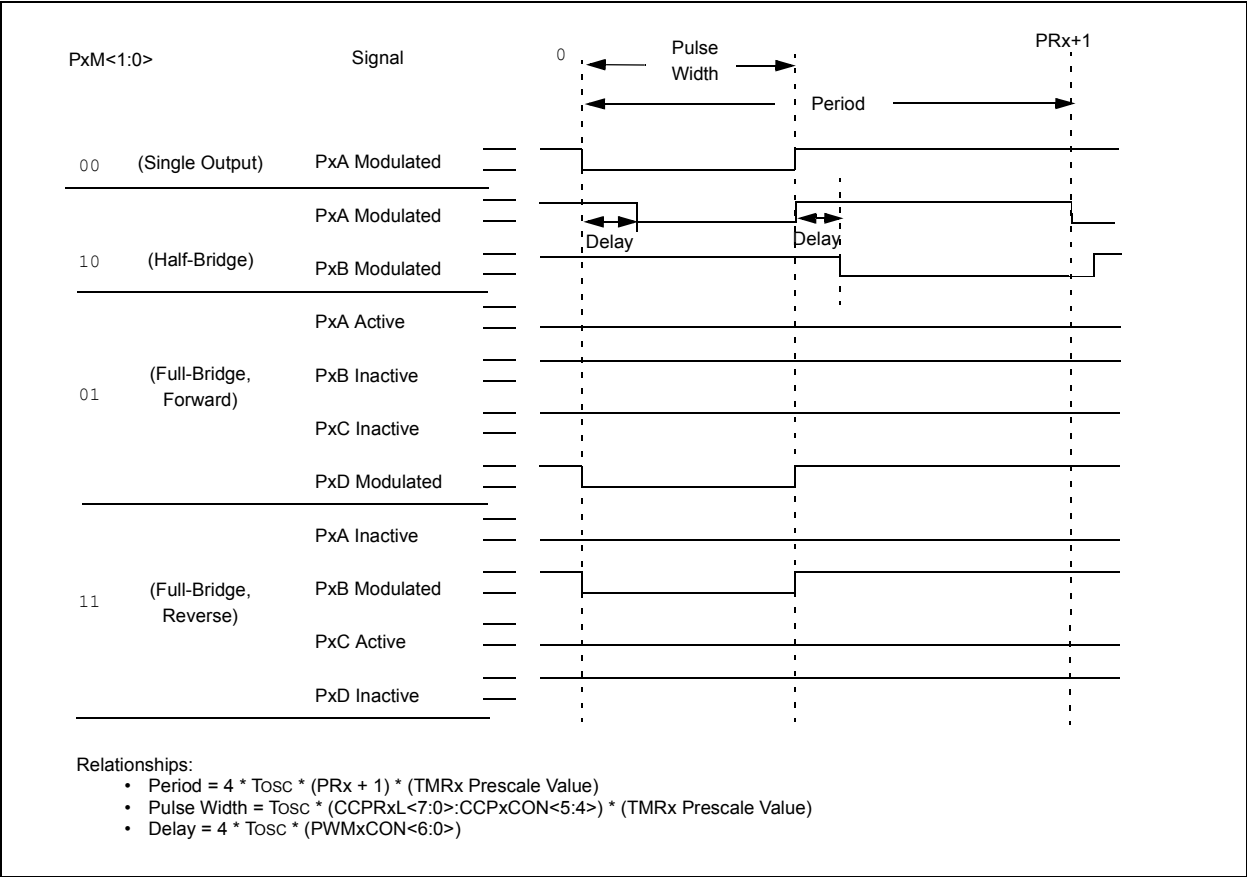 PxM<1:0>
Signal
0
Pulse
Width
PRx+1
Period
00
(Single Output)
PxA Modulated
PxA Modulated
Delay
Delay
10
(Half-Bridge)
PxB Modulated
PxA Active
01
(Full-Bridge,
Forward)
PxB Inactive
PxC Inactive
PxD Modulated
PxA Inactive
11
(Full-Bridge,
Reverse)
PxB Modulated
PxC Active
PxD Inactive
Relationships:
• Period = 4 * TOSC * (PRx + 1) * (TMRx Prescale Value)
• Pulse Width = TOSC * (CCPRxL<7:0>:CCPxCON<5:4>) * (TMRx Prescale Value)
• Delay = 4 * TOSC * (PWMxCON<6:0>)